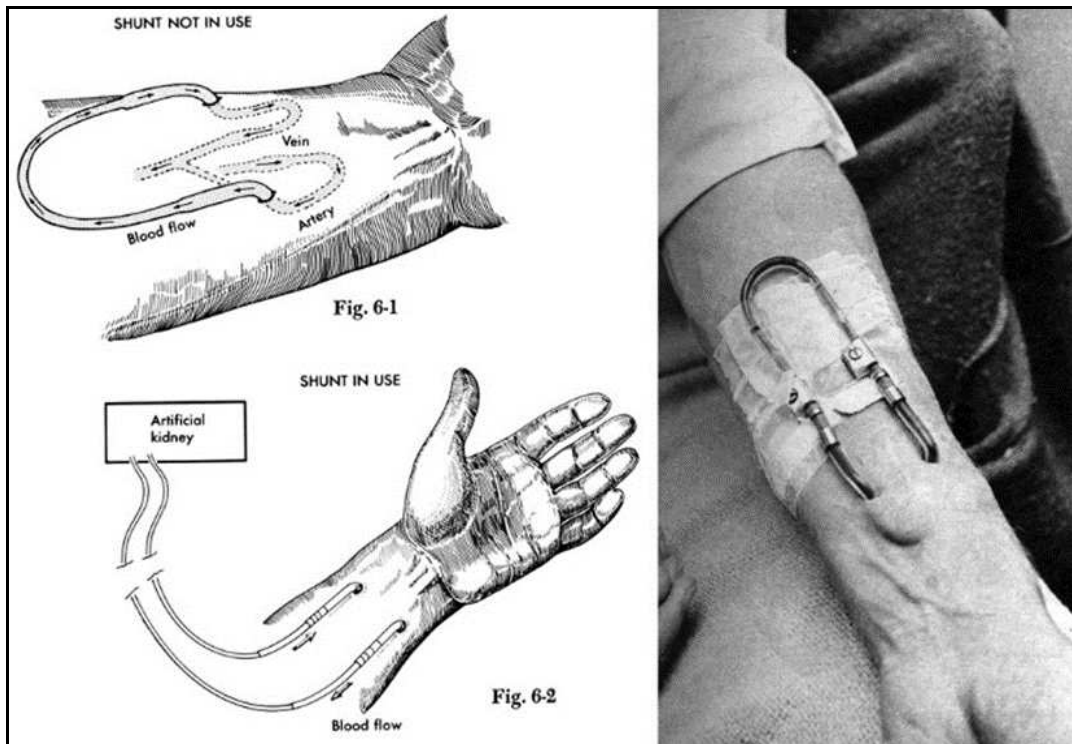 SHUNT NOT IN USE
Vein
Artery
Blood flow
Fig. 6-1
SHUNT IN USE
Artificial
kidney
Fig. 6-2
Blood flow